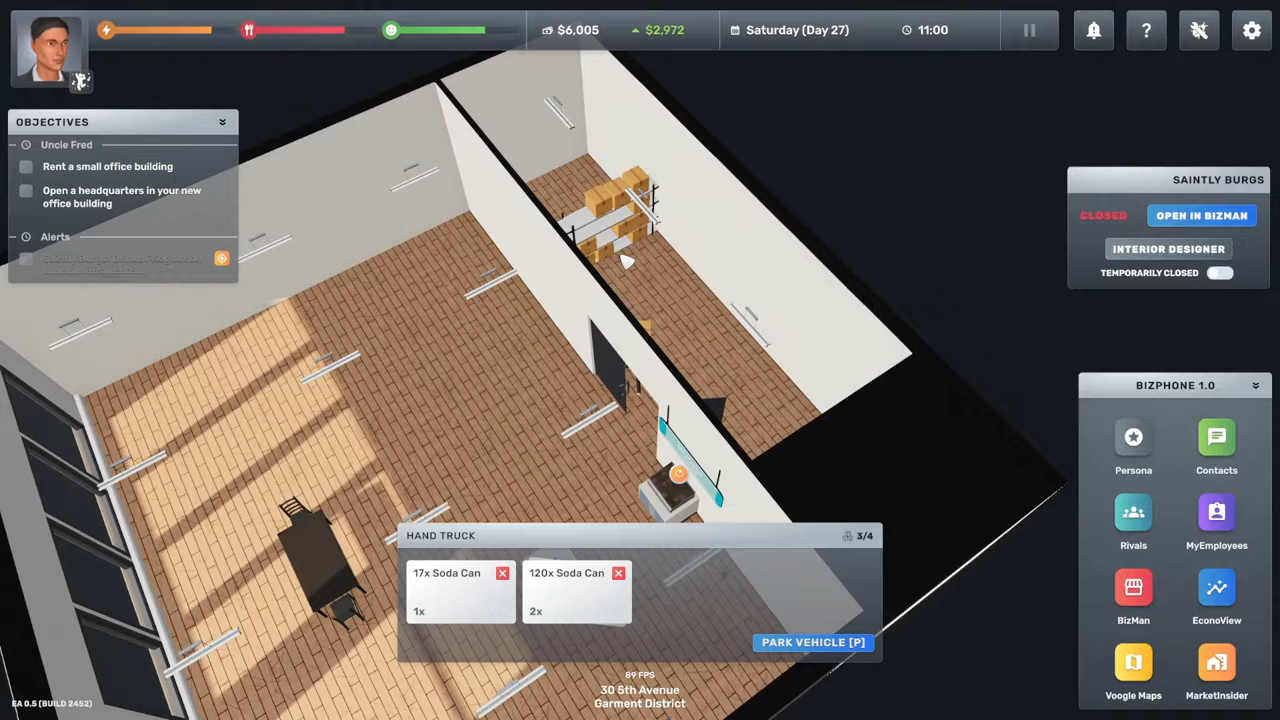 $6,005
$2,972
Saturday (Day 27)
11:00
?
OBJECTIVES
Uncle Fred
Rent a small office building
Open a headquarters in your new
office building
Alerts
SAINTLY BURGS
CLOSED
OPEN IN BIZMAN
INTERIOR DESIGNER
TEMPORARILY CLOSED
BIZPHONE 1.0
Persona
Contacts
Rivals
MyEmployees
BizMan
EconoView
Voogle Maps
MarketInsider
HAND TRUCK
3/4
17x Soda Can
120x Soda Can
1x
2x
PARK VEHICLE [P]
89 FPS
30 5th Avenue
Garment District
EA 0.5 (BUILD 2452)